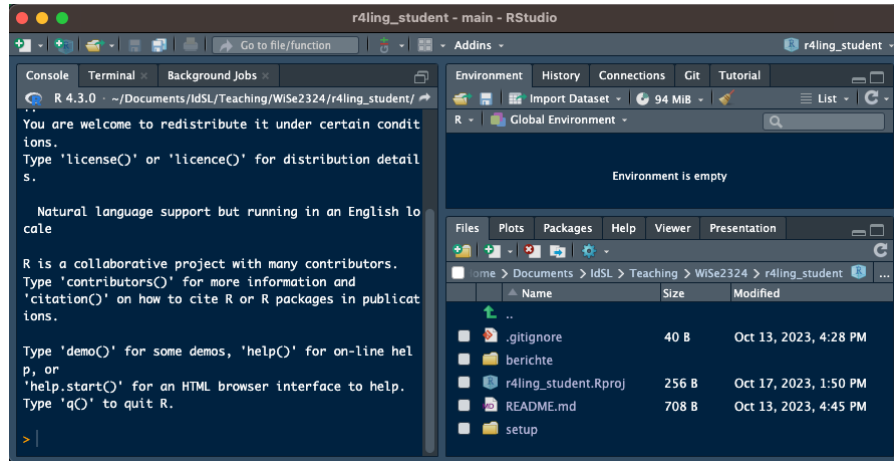 r4ling_student - main - RStudio
Go to file/function
Addins
r4ling_student
Console Terminal Background Jobs
R 4.3.0 · ~/Documents/IdSL/Teaching/WiSe2324/r4ling_student/
You are welcome to redistribute it under certain condit
ions.
Type 'license()' or 'licence()' for distribution detail
s.
Natural language support but running in an English lo
cale
R is a collaborative project with many contributors.
Type 'contributors()' for more information and
'citation()' on how to cite R or R packages in publicat
ions.
Type 'demo()' for some demos, 'help()' for on-line hel
p, or
'help.start()' for an HTML browser interface to help.
Type 'q()' to quit R.
>
Environment History Connections Git Tutorial
Import Dataset 94 MiB List
R Global Environment
Environment is empty
Files Plots Packages Help Viewer Presentation
ome > Documents > IdSL > Teaching > WiSe2324 > r4ling_student ...
Name Size Modified
..
.gitignore 40 B Oct 13, 2023, 4:28 PM
berichte
r4ling_student.Rproj 256 B Oct 17, 2023, 1:50 PM
README.md 708 B Oct 13, 2023, 4:45 PM
setup